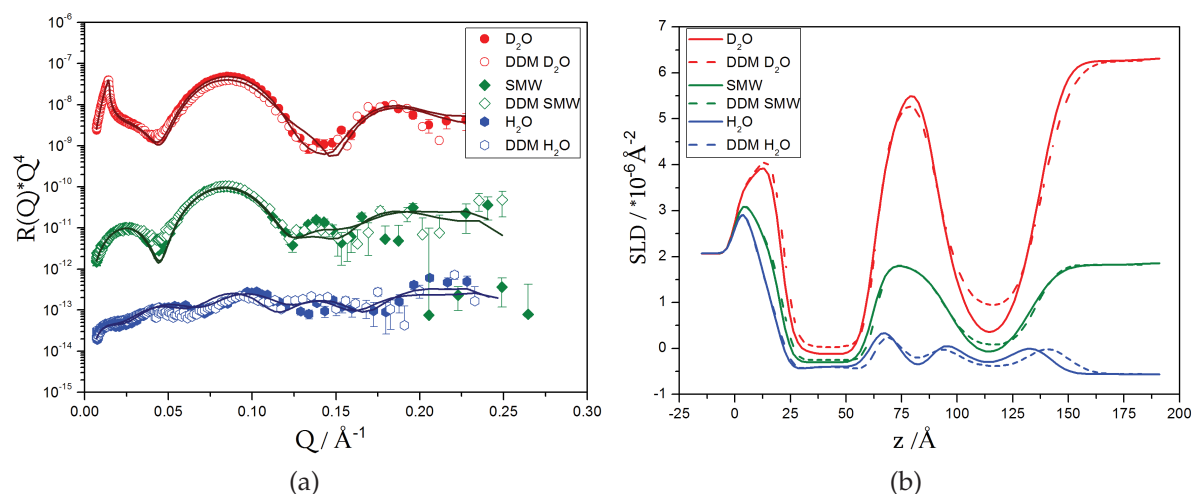 10⁻⁶
10⁻⁷
10⁻⁸
10⁻⁹
10⁻¹⁰
10⁻¹¹
10⁻¹²
10⁻¹³
10⁻¹⁴
10⁻¹⁵
R(Q)*Q⁴
D₂O
DDM D₂O
SMW
DDM SMW
H₂O
DDM H₂O
0.00 0.05 0.10 0.15 0.20 0.25 0.30
Q / Å⁻¹
(a)
7
6
5
4
3
2
1
0
-1
SLD / *10⁻⁶ Å⁻²
D₂O
DDM D₂O
SMW
DDM SMW
H₂O
DDM H₂O
-25 0 25 50 75 100 125 150 175 200
z /Å
(b)